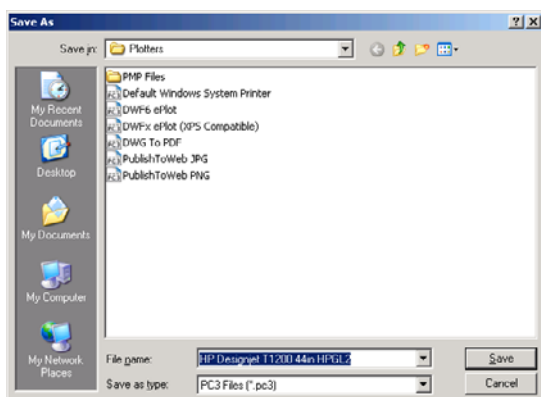 Save As
Save in: Plotters
My Recent Documents
Desktop
My Documents
My Computer
My Network Places
PMP Files
Default Windows System Printer
DWF6 ePlot
DWFx ePlot (XPS Compatible)
DWG To PDF
PublishToWeb JPG
PublishToWeb PNG
File name: HP Designjet T1200 44in HPGL2
Save
Save as type: PC3 Files (*.pc3)
Cancel